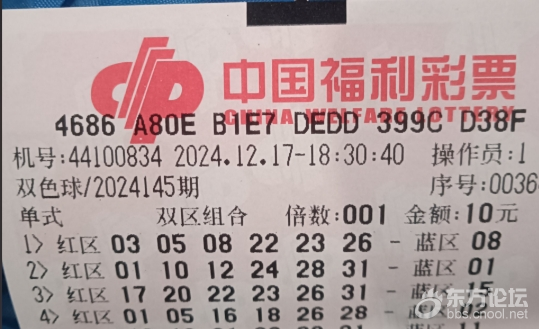 中国福利彩票
CHINA WELFARE LOTTERY
4686 A80E B1E7 DEDD 399C D38F
机号:44100834 2024.12.17-18:30:40 操作员:1
双色球/2024145期 序号:0036
单式 双区组合 倍数:001 金额:10元
1> 红区 03 05 08 22 23 26 - 蓝区 08
2> 红区 01 10 12 24 28 31 - 蓝区 01
3> 红区 17 20 22 23 26 31 - 蓝区 15
4> 红区 01 05 16 18 26 28 -
东方论坛
bbs.cnool.net